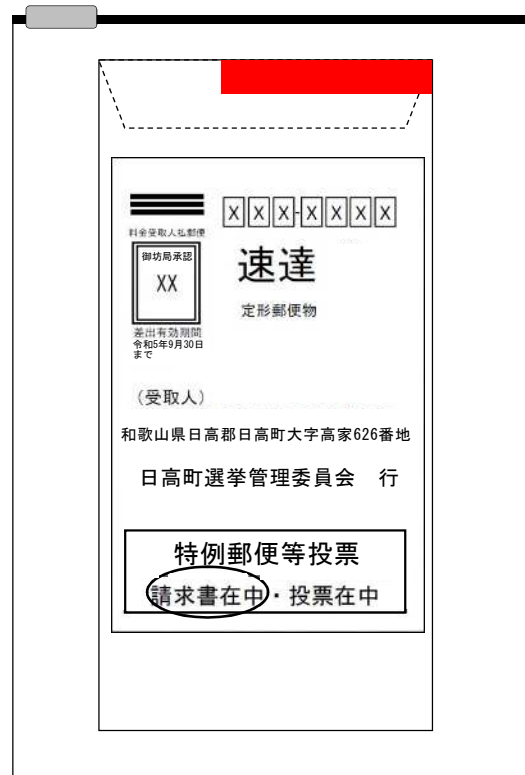 XXX-XXXX
料金受取人払郵便
御坊局承認
XX
速達
定形郵便物
差出有効期間
令和5年9月30日
まで
(受取人)
和歌山県日高郡日高町大字高家626番地
日高町選挙管理委員会 行
特例郵便等投票
請求書在中・投票在中